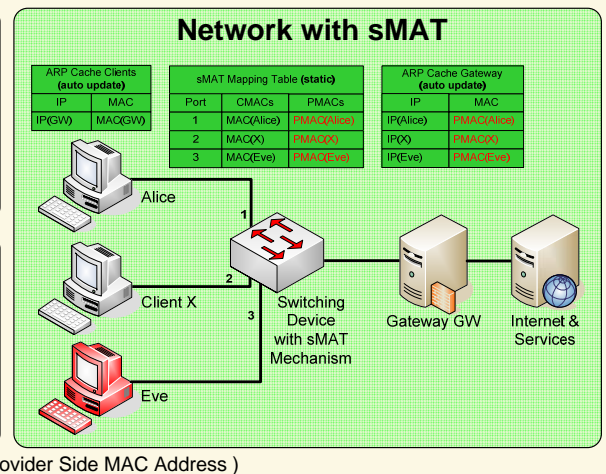 Network with sMAT
ARP Cache Clients
(auto update)
IP MAC
IP(GW) MAC(GW)
sMAT Mapping Table (static)
Port CMACs PMACs
1 MAC(Alice) PMAC(Alice)
2 MAC(X) PMAC(X)
3 MAC(Eve) PMAC(Eve)
ARP Cache Gateway
(auto update)
IP MAC
IP(Alice) PMAC(Alice)
IP(X) PMAC(X)
IP(Eve) PMAC(Eve)
Alice
1
Client X
2
3
Eve
Switching
Device
with sMAT
Mechanism
Gateway GW
Internet &
Services
ovider Side MAC Address )